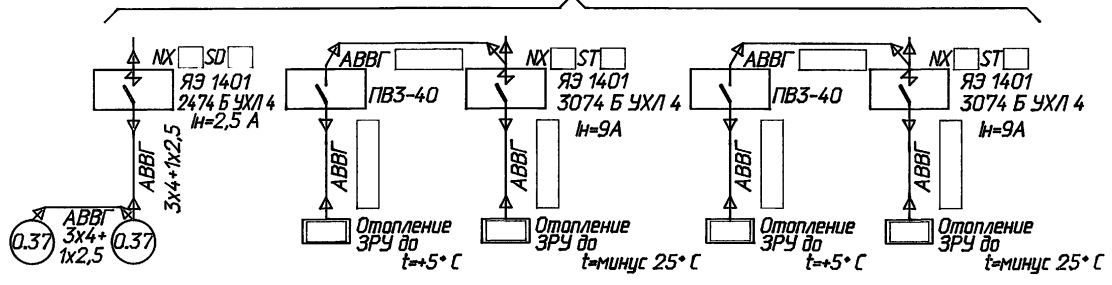 NX SD
ЯЭ 1401
2474 Б УХЛ 4
Iн=2,5 А
АВВГ
3х4+1х2,5
АВВГ
3х4+
1х2,5
0.37
0.37
АВВГ
ПВЗ-40
АВВГ
Отопление
ЗРУ до
t=+5° С
NX ST
ЯЭ 1401
3074 Б УХЛ 4
Iн=9А
АВВГ
Отопление
ЗРУ до
t=минус 25° С
АВВГ
ПВЗ-40
АВВГ
Отопление
ЗРУ до
t=+5° С
NX ST
ЯЭ 1401
3074 Б УХЛ 4
Iн=9А
АВВГ
Отопление
ЗРУ до
t=минус 25° С